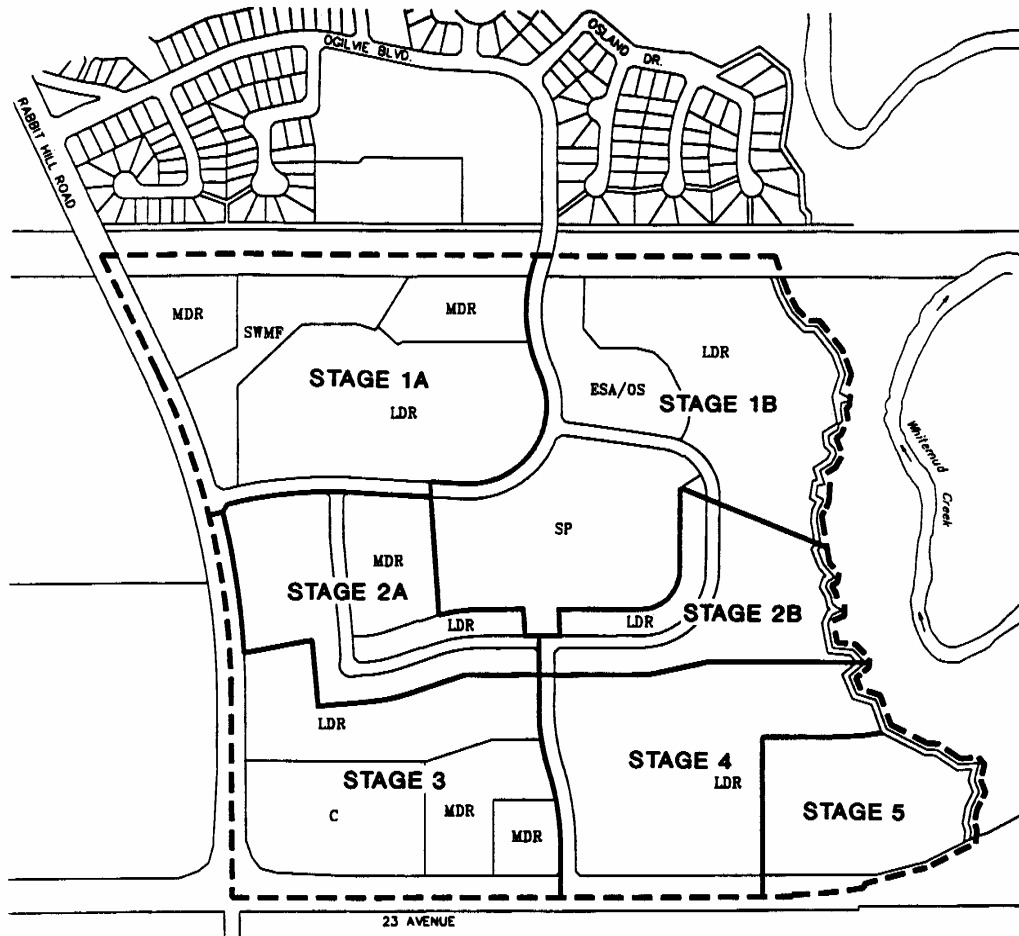 OGILVIE BLVD.
OSLAND DR.
RABBIT HILL ROAD
MDR
SWMF
MDR
LDR
STAGE 1A
LDR
ESA/OS
STAGE 1B
Whitemud Creek
SP
MDR
STAGE 2A
LDR
LDR
STAGE 2B
LDR
STAGE 3
STAGE 4
LDR
C
MDR
MDR
STAGE 5
23 AVENUE